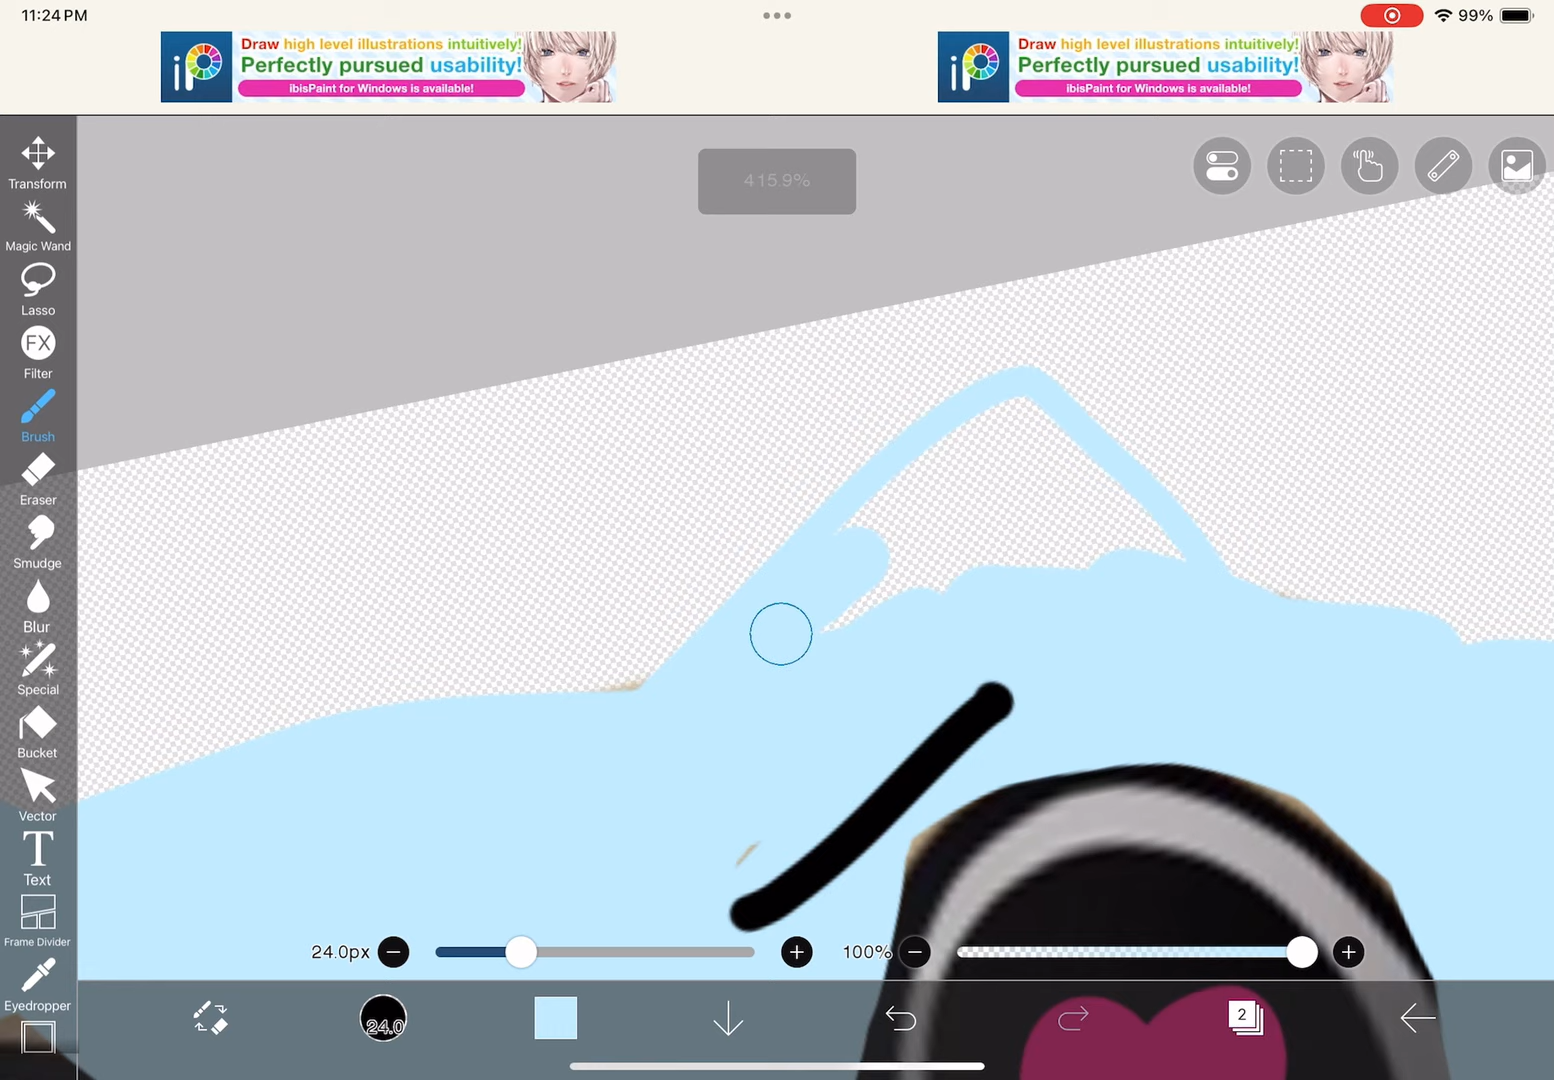 11:24 PM
99%
iP
Draw high level illustrations intuitively!
Perfectly pursued usability!
ibisPaint for Windows is available!
iP
Draw high level illustrations intuitively!
Perfectly pursued usability!
ibisPaint for Windows is available!
415.9%
Transform
Magic Wand
Lasso
FX
Filter
Brush
Eraser
Smudge
Blur
Special
Bucket
Vector
T
Text
Frame Divider
Eyedropper
24.0px
100%
24.0
2